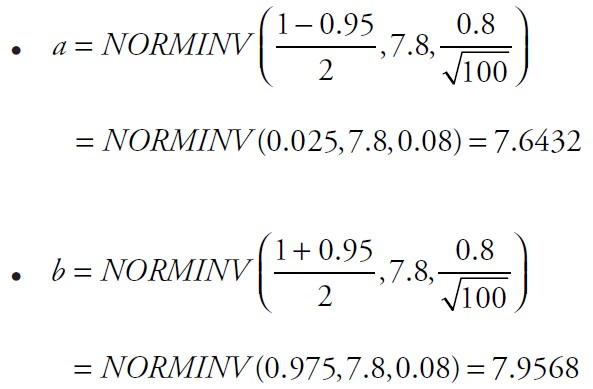 • a = NORMINV((1 − 0.95)/2, 7.8, 0.8/√100)
= NORMINV(0.025, 7.8, 0.08) = 7.6432
• b = NORMINV((1 + 0.95)/2, 7.8, 0.8/√100)
= NORMINV(0.975, 7.8, 0.08) = 7.9568